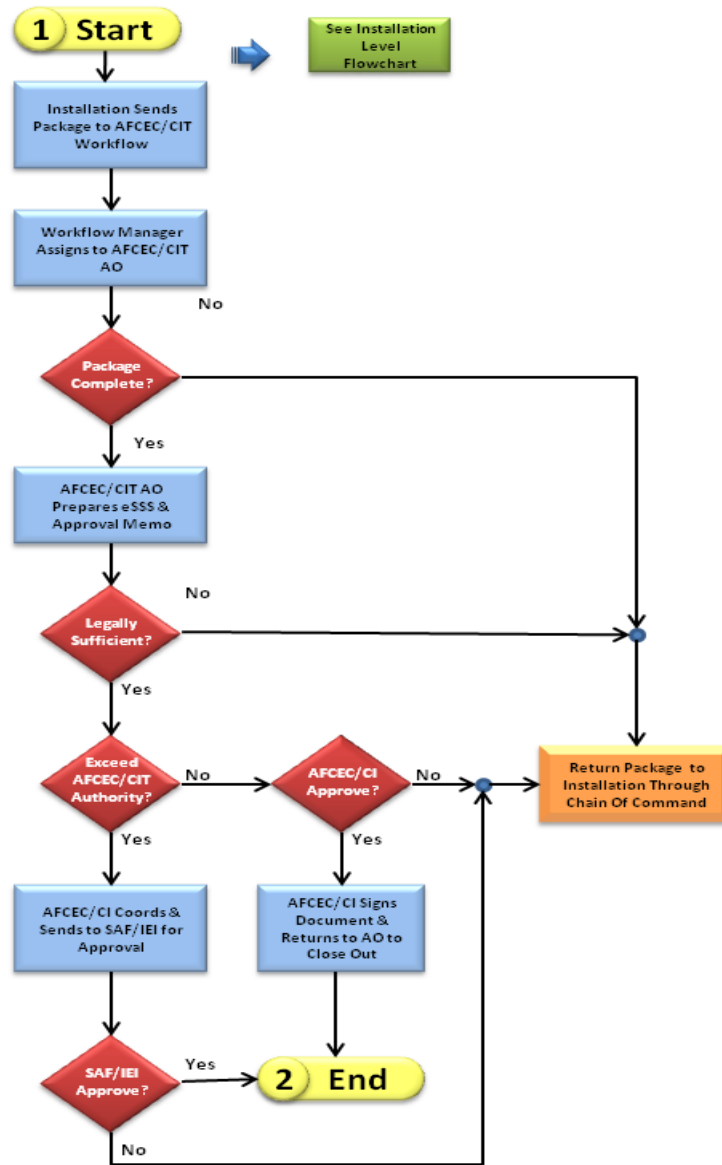 1 Start
See Installation
Level
Flowchart
Installation Sends
Package to AFCEC/CIT
Workflow
Workflow Manager
Assigns to AFCEC/CIT
AO
No
Package
Complete?
Yes
AFCEC/CIT AO
Prepares eSSS &
Approval Memo
No
Legally
Sufficient?
Yes
Exceed
AFCEC/CIT
Authority?
No
AFCEC/CI
Approve?
No
Return Package to
Installation Through
Chain Of Command
Yes
Yes
AFCEC/CI Coords &
Sends to SAF/IEI for
Approval
AFCEC/CI Signs
Document &
Returns to AO to
Close Out
SAF/IEI
Approve?
Yes
2 End
No